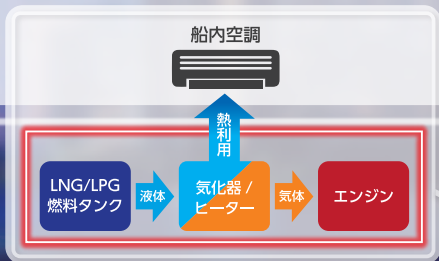 船内空調
熱利用
LNG/LPG
燃料タンク
液体
気化器 /
ヒーター
気体
エンジン